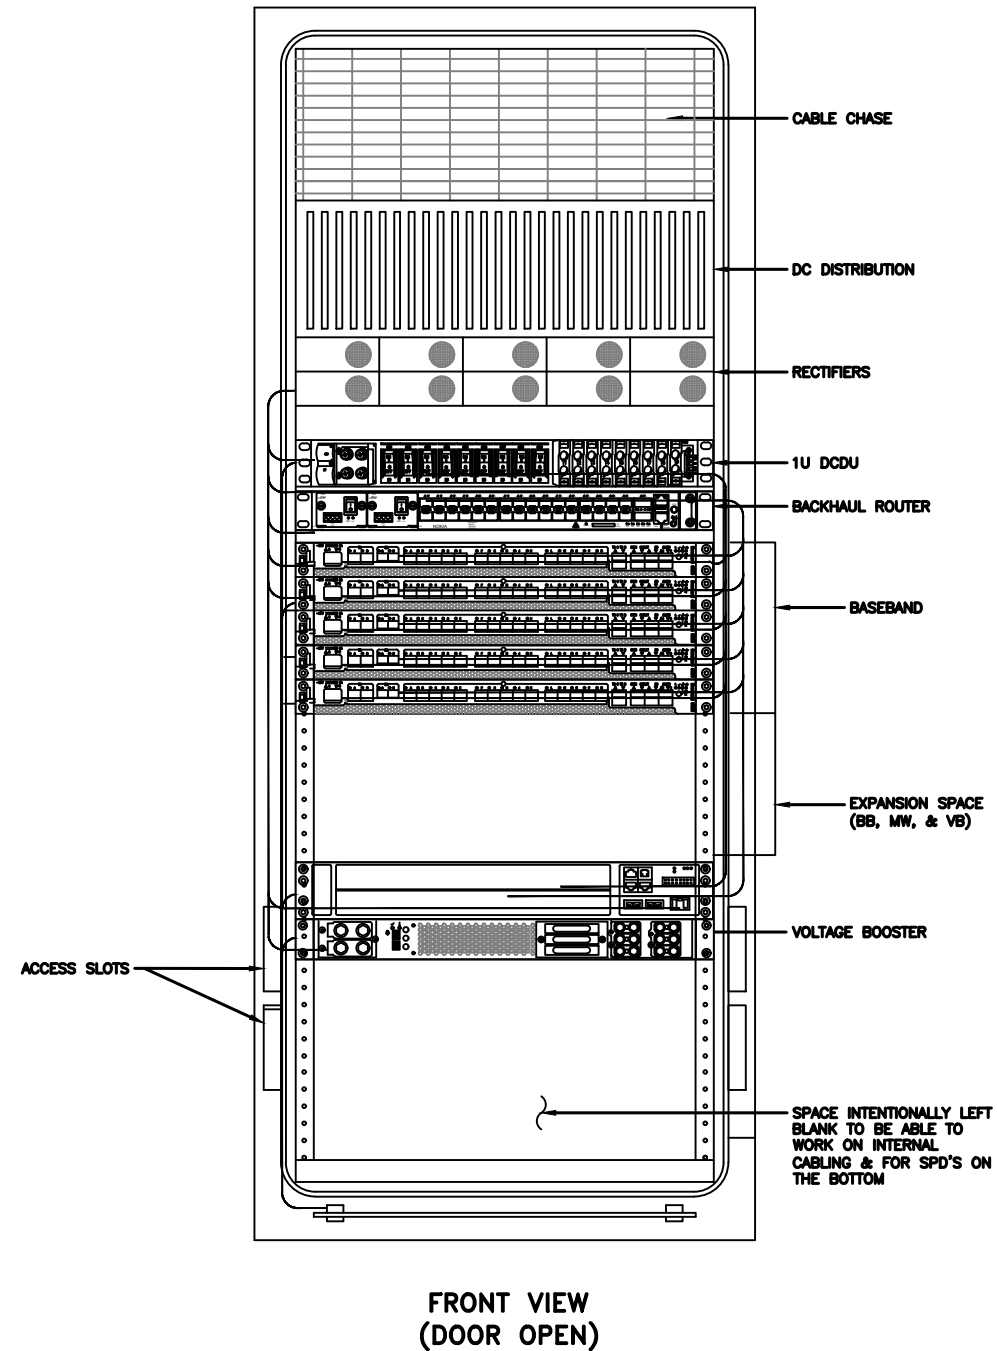 CABLE CHASE
DC DISTRIBUTION
RECTIFIERS
1U DCDU
BACKHAUL ROUTER
NOKIA
BASEBAND
EXPANSION SPACE
(BB, MW, & VB)
VOLTAGE BOOSTER
ACCESS SLOTS
SPACE INTENTIONALLY LEFT
BLANK TO BE ABLE TO
WORK ON INTERNAL
CABLING & FOR SPD'S ON
THE BOTTOM
FRONT VIEW
(DOOR OPEN)